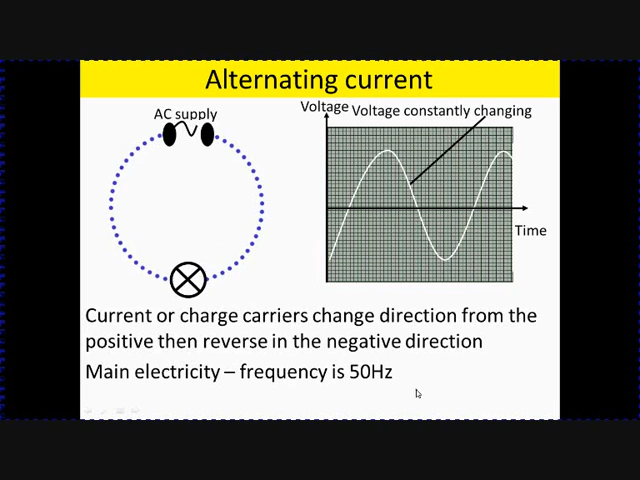 Alternating current
AC supply
Voltage
Voltage constantly changing
Time
Current or charge carriers change direction from the
positive then reverse in the negative direction
Main electricity – frequency is 50Hz